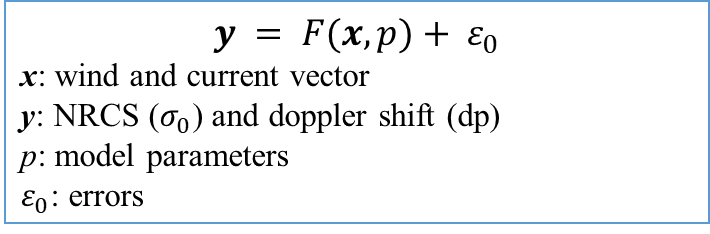 y = F(x,p) + ε₀
x: wind and current vector
y: NRCS (σ₀) and doppler shift (dp)
p: model parameters
ε₀: errors